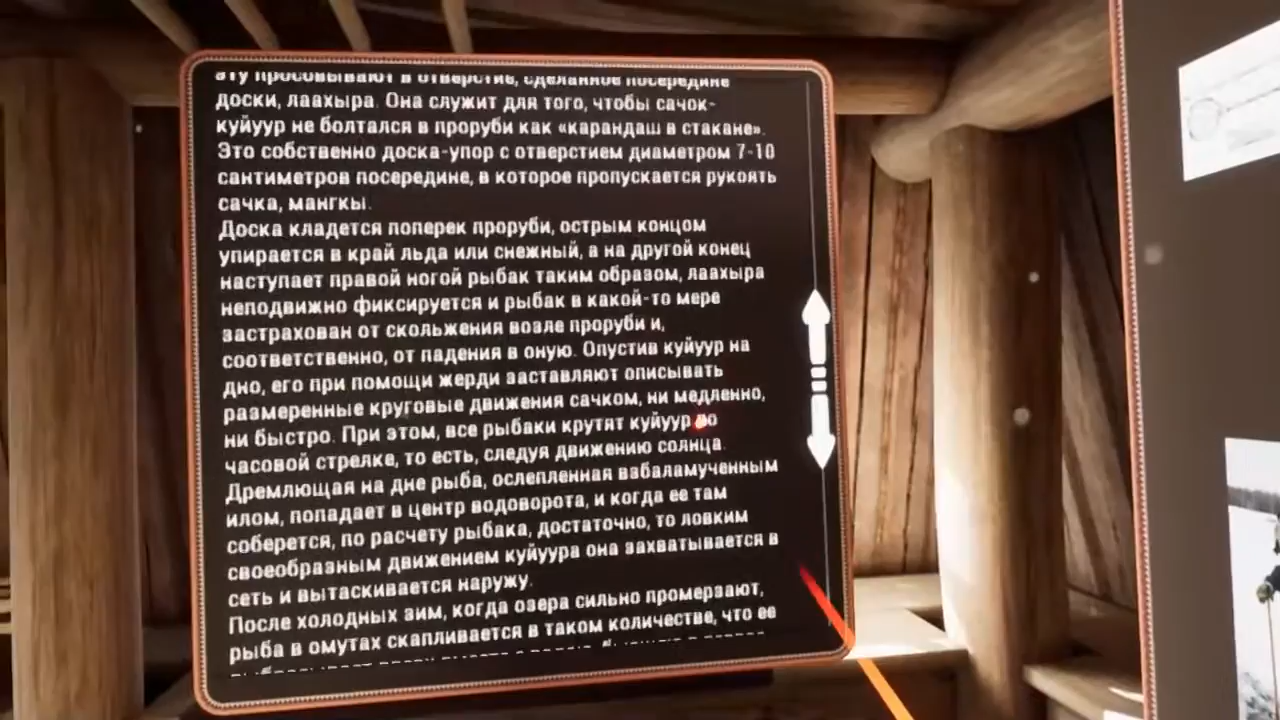 эту просовывают в отверстие, сделанное посередине
доски, лаахыра. Она служит для того, чтобы сачок-
куйуур не болтался в проруби как «карандаш в стакане».
Это собственно доска-упор с отверстием диаметром 7-10
сантиметров посередине, в которое пропускается рукоять
сачка, мангкы.
Доска кладется поперек проруби, острым концом
упирается в край льда или снежный, а на другой конец
наступает правой ногой рыбак таким образом, лаахыра
неподвижно фиксируется и рыбак в какой-то мере
застрахован от скольжения возле проруби и,
соответственно, от падения в оную. Опустив куйуур на
дно, его при помощи жерди заставляют описывать
размеренные круговые движения сачком, ни медленно,
ни быстро. При этом, все рыбаки крутят куйуур по
часовой стрелке, то есть, следуя движению солнца.
Дремлющая на дне рыба, ослепленная взбаламученным
илом, попадает в центр водоворота, и когда ее там
соберется, по расчету рыбака, достаточно, то ловким
своеобразным движением куйуура она захватывается в
сеть и вытаскивается наружу.
После холодных зим, когда озера сильно промерзают,
рыба в омутах скапливается в таком количестве, что ее